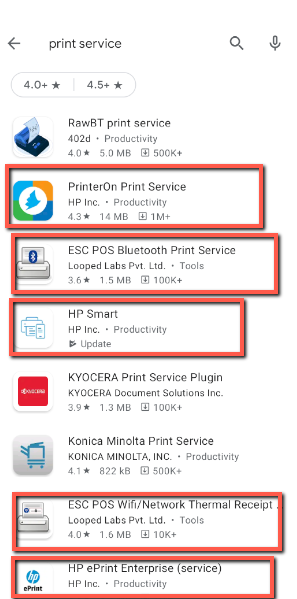 print service
4.0+ ★ 4.5+ ★
RawBT print service
402d • Productivity
4.0 ★ 5.0 MB 500K+
PrinterOn Print Service
HP Inc. • Productivity
4.3 ★ 14 MB 1M+
ESC POS Bluetooth Print Service
Looped Labs Pvt. Ltd. • Tools
3.6 ★ 1.5 MB 100K+
HP Smart
HP Inc. • Productivity
Update
KYOCERA Print Service Plugin
KYOCERA Document Solutions Inc.
3.9 ★ 1.3 MB 100K+
Konica Minolta Print Service
KONICA MINOLTA, INC. • Productivity
4.1 ★ 822 kB 500K+
ESC POS Wifi/Network Thermal Receipt .
Looped Labs Pvt. Ltd. • Tools
4.0 ★ 1.6 MB 10K+
HP ePrint Enterprise (service)
HP Inc. • Productivity
hp
ePrint